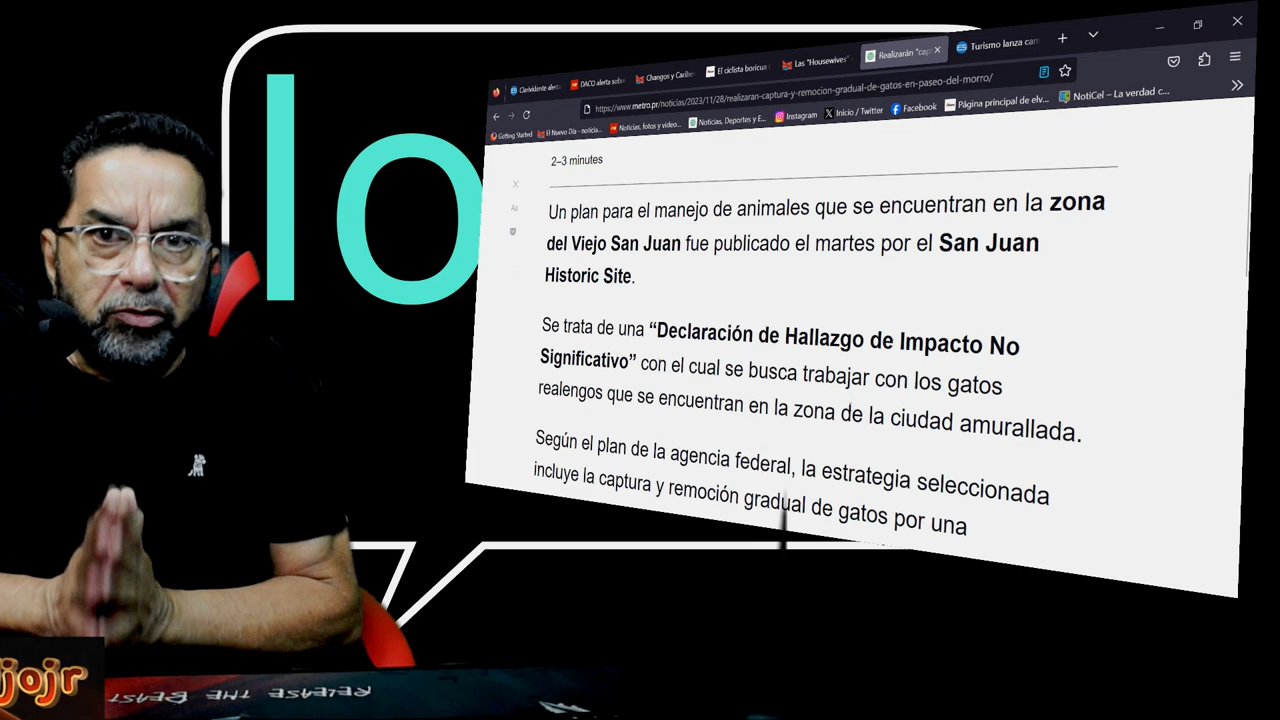 lo
Clarividente alerta
DACO alerta sobre
Changos y Caribes
El ciclista boricua
Las "Housewives"
Realizarán "capt
Turismo lanza cam
https://www.metro.pr/noticias/2023/11/28/realizaran-captura-y-remocion-gradual-de-gatos-en-paseo-del-morro/
Getting Started
El Nuevo Día - noticia...
Noticias, fotos y video...
Noticias, Deportes y E...
Instagram
Inicio / Twitter
Facebook
Página principal de elv...
NotiCel – La verdad c...
2–3 minutes
Un plan para el manejo de animales que se encuentran en la zona
del Viejo San Juan fue publicado el martes por el San Juan
Historic Site.
Se trata de una “Declaración de Hallazgo de Impacto No
Significativo” con el cual se busca trabajar con los gatos
realengos que se encuentran en la zona de la ciudad amurallada.
Según el plan de la agencia federal, la estrategia seleccionada
incluye la captura y remoción gradual de gatos por una
jojr
RELEASE THE BEAST